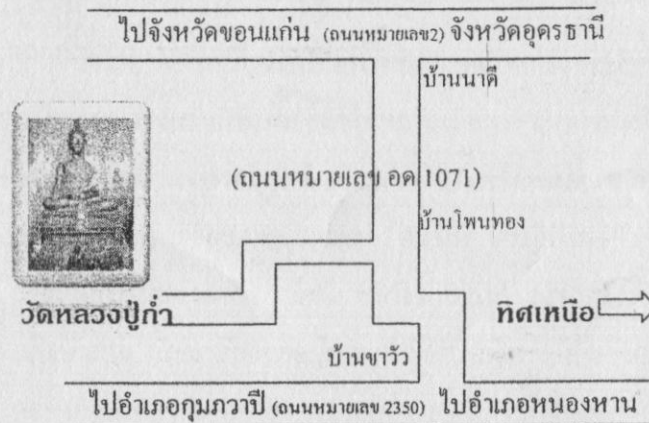 ไปจังหวัดขอนแก่น (ถนนหมายเลข2) จังหวัดอุดรธานี
บ้านนาดี
(ถนนหมายเลข อด 1071)
บ้านโพนทอง
วัดหลวงปู่ก่ำ
ทิศเหนือ
บ้านขาวัว
ไปอำเภอกุมภวาปี (ถนนหมายเลข 2350) ไปอำเภอหนองหาน